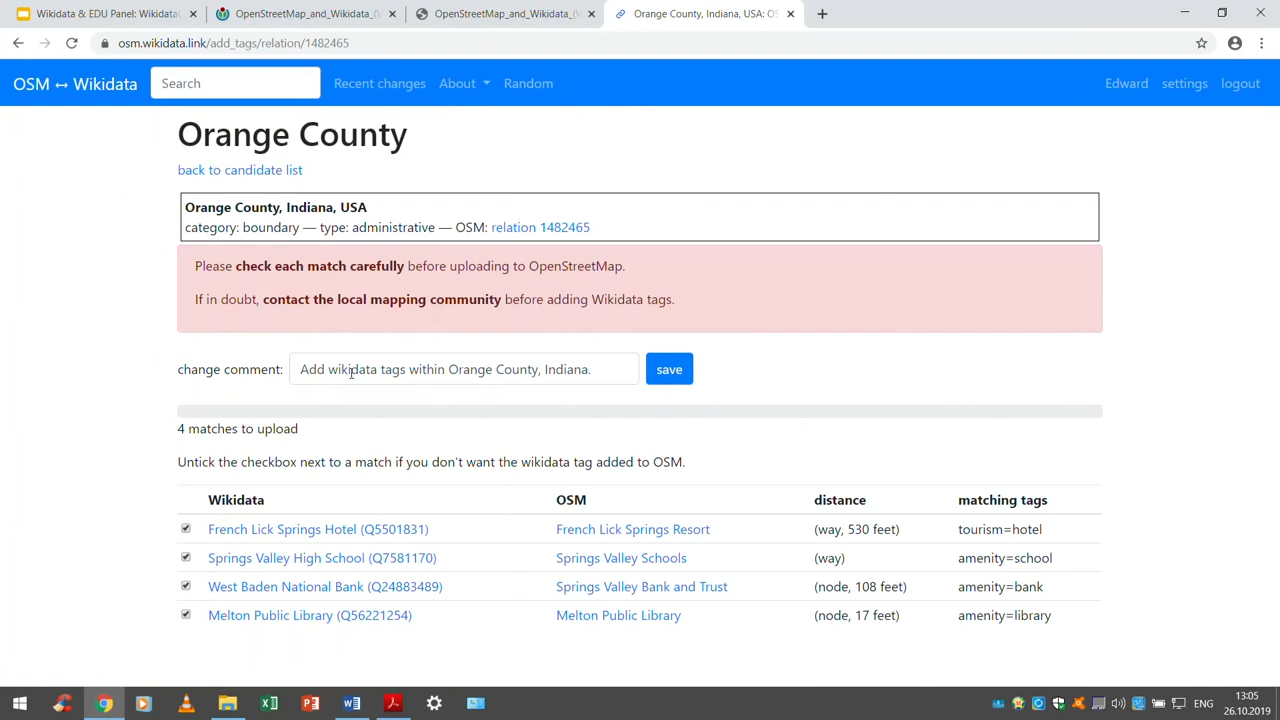 Wikidata & EDU Panel: Wikidata
OpenStreetMap_and_Wikidata_(
OpenstreetMap_and_Wikidata_(
Orange County, Indiana, USA: OS
osm.wikidata.link/add_tags/relation/1482465
OSM ↔ Wikidata
Search
Recent changes
About
Random
Edward
settings
logout
Orange County
back to candidate list
Orange County, Indiana, USA
category: boundary — type: administrative — OSM: relation 1482465
Please check each match carefully before uploading to OpenStreetMap.
If in doubt, contact the local mapping community before adding Wikidata tags.
change comment: Add wikidata tags within Orange County, Indiana. save
4 matches to upload
Untick the checkbox next to a match if you don't want the wikidata tag added to OSM.
Wikidata OSM distance matching tags
French Lick Springs Hotel (Q5501831) French Lick Springs Resort (way, 530 feet) tourism=hotel
Springs Valley High School (Q7581170) Springs Valley Schools (way) amenity=school
West Baden National Bank (Q24883489) Springs Valley Bank and Trust (node, 108 feet) amenity=bank
Melton Public Library (Q56221254) Melton Public Library (node, 17 feet) amenity=library
ENG
13:05
26.10.2019